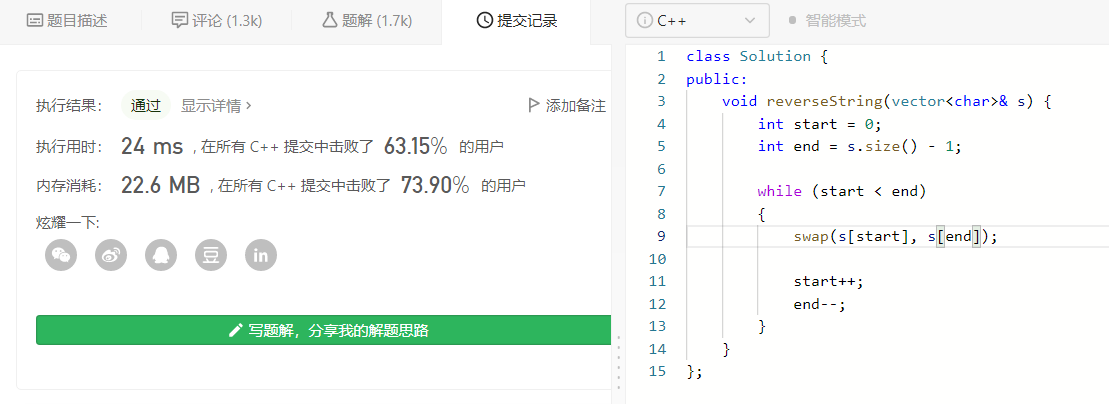 题目描述 评论 (1.3k) 题解 (1.7k) 提交记录
执行结果： 通过 显示详情 › 添加备注
执行用时： 24 ms , 在所有 C++ 提交中击败了 63.15% 的用户
内存消耗： 22.6 MB , 在所有 C++ 提交中击败了 73.90% 的用户
炫耀一下:
豆 in
写题解，分享我的解题思路
C++ 智能模式
1 class Solution {
2 public:
3 void reverseString(vector<char>& s) {
4 int start = 0;
5 int end = s.size() - 1;
6
7 while (start < end)
8 {
9 swap(s[start], s[end]);
10
11 start++;
12 end--;
13 }
14 }
15 };